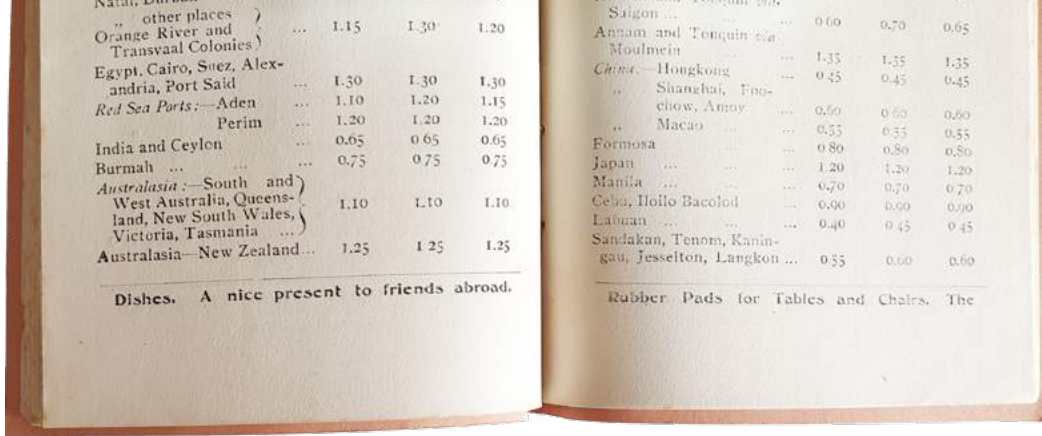 Natal, Durban
„ other places )
Orange River and ... 1.15 1.30 1.20
Transvaal Colonies)
Egypt, Cairo, Suez, Alex-
andria, Port Said ... 1.30 1.30 1.30
Red Sea Ports:—Aden ... 1.10 1.20 1.15
Perim ... 1.20 1.20 1.20
India and Ceylon ... 0.65 0 65 0.65
Burmah ... ... ... 0.75 0 75 0.75
Australasia:—South and
West Australia, Queens-
land, New South Wales, 1.10 1.10 1.10
Victoria, Tasmania ...
Australasia—New Zealand... 1.25 1 25 1.25
Dishes. A nice present to friends abroad.
Saigon ... ... ... 0 60 0.70 0.65
Annam and Tonquin via
Moulmein ... ... 1.35 1.35 1.35
China:—Hongkong ... 0 45 0.45 0.45
„ Shanghai, Foo-
chow, Amoy ... 0.60 0 60 0.60
„ Macao ... ... 0.55 0.55 0.55
Formosa ... ... 0 80 0.80 0.80
Japan ... ... ... 1 20 1.20 1.20
Manila ... ... ... 0.70 0.70 0 70
Cebu, Iloilo Bacolod ... 0.90 0.90 0.90
Labuan ... ... ... 0.40 0 45 0 45
Sandakan, Tenom, Kanin-
gau, Jesselton, Langkon ... 0 55 0.60 0.60
Rubber Pads for Tables and Chairs. The